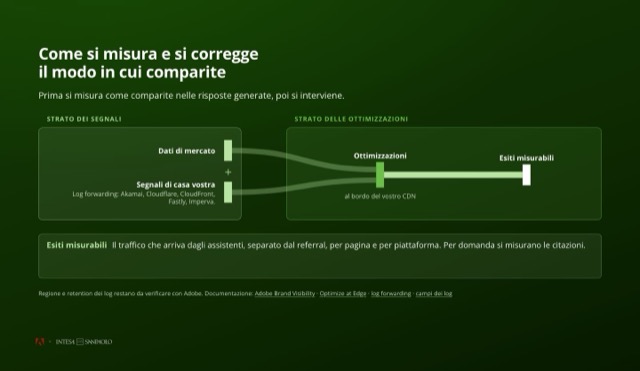 Come si misura e si corregge
il modo in cui comparite
Prima si misura come comparite nelle risposte generate, poi si interviene.
STRATO DEI SEGNALI
STRATO DELLE OTTIMIZZAZIONI
Dati di mercato
+
Segnali di casa vostra
Log forwarding: Akamai, Cloudflare, CloudFront,
Fastly, Imperva.
Ottimizzazioni
al bordo del vostro CDN
Esiti misurabili
Esiti misurabili Il traffico che arriva dagli assistenti, separato dal referral, per pagina e per piattaforma. Per domanda si misurano le citazioni.
Regione e retention dei log restano da verificare con Adobe. Documentazione: Adobe Brand Visibility · Optimize at Edge · log forwarding · campi dei log
INTESA SANPAOLO